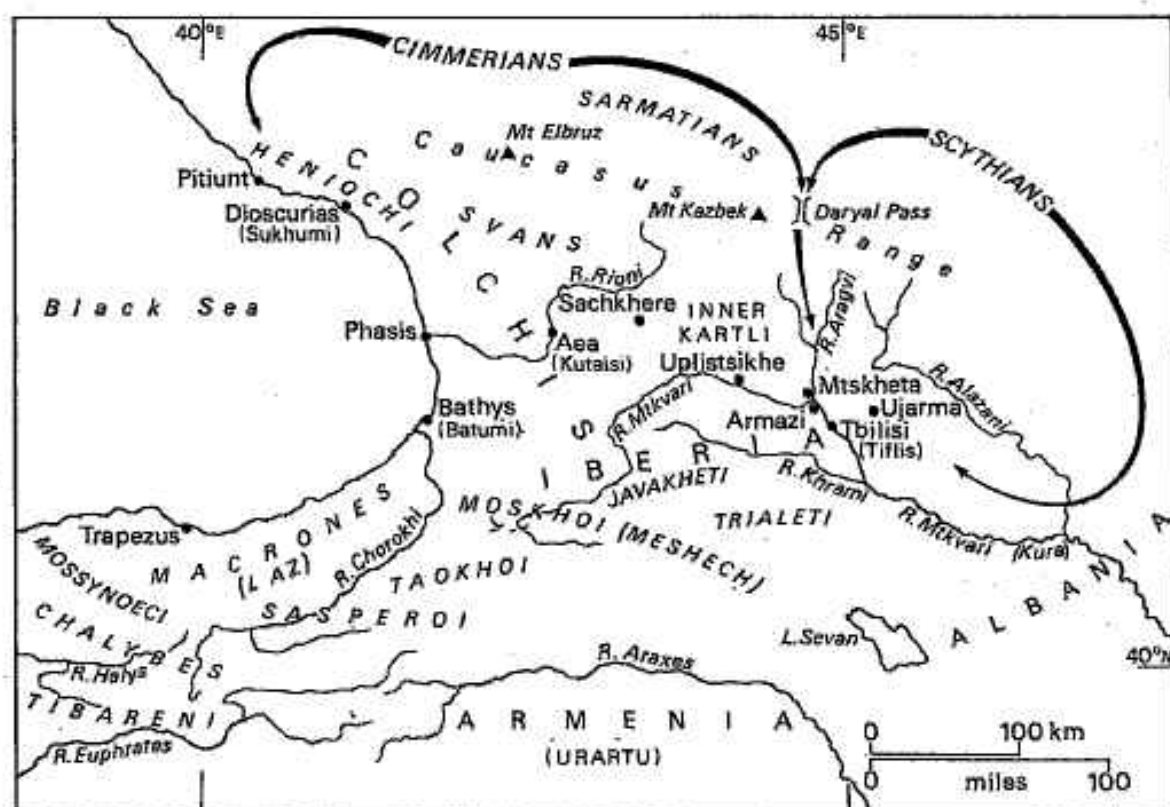 40°E
45°E
CIMMERIANS
SARMATIANS
SCYTHIANS
Mt Elbruz
Caucasus
HENIOCHI
COLCHIS
Pitiunt
Dioscurias
(Sukhumi)
SVANS
Mt Kazbek
Daryal Pass
Range
R.Rioni
Black Sea
Sachkhere
INNER
KARTLI
R.Aragvi
Phasis
Aea
(Kutaisi)
Uplistsikhe
Mtskheta
R.Alazani
Ujarma
R.Mtkvari
Armazi
Tbilisi
(Tiflis)
Bathys
(Batumi)
IBERIA
R.Khrami
JAVAKHETI
MOSKHOI (MESHECH)
TRIALETI
R.Mtkvari (Kura)
Trapezus
MACRONES
(LAZ)
R.Chorokhi
TAOKHOI
MOSSYNOECI
SASPEROI
ALBANIA
CHALYBES
L.Sevan
40°N
R.Halys
R. Araxes
TIBARENI
ARMENIA
(URARTU)
R.Euphrates
0 100 km
0 miles 100